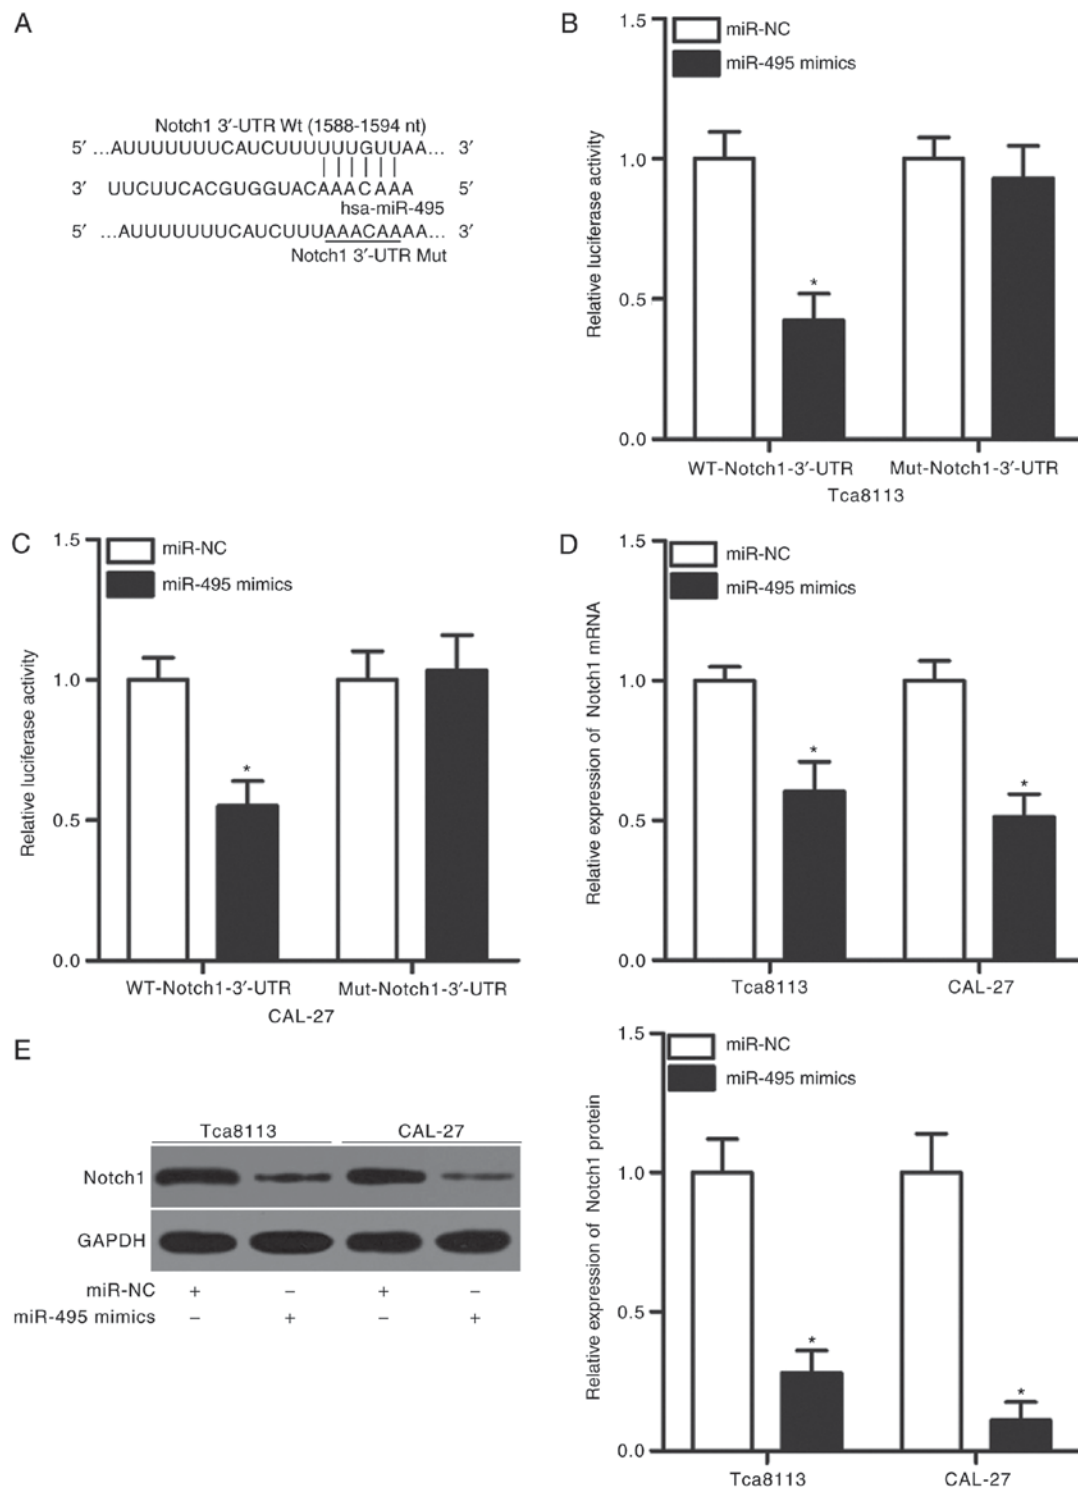 A
Notch1 3′-UTR Wt (1588-1594 nt)
5′ ...AUUUUUUUCAUCUUUUUUGUUAA... 3′
3′ UUCUUCACGUGGUACAAACAAA 5′
hsa-miR-495
5′ ...AUUUUUUUCAUCUUUAAACAAAA... 3′
Notch1 3′-UTR Mut
B
miR-NC
miR-495 mimics
Relative luciferase activity
1.5
1.0
0.5
0.0
*
WT-Notch1-3′-UTR Mut-Notch1-3′-UTR
Tca8113
C
miR-NC
miR-495 mimics
Relative luciferase activity
1.5
1.0
0.5
0.0
*
WT-Notch1-3′-UTR Mut-Notch1-3′-UTR
CAL-27
D
miR-NC
miR-495 mimics
Relative expression of Notch1 mRNA
1.5
1.0
0.5
0.0
* *
Tca8113 CAL-27
E
Tca8113 CAL-27
Notch1
GAPDH
miR-NC + − + −
miR-495 mimics − + − +
miR-NC
miR-495 mimics
Relative expression of Notch1 protein
1.5
1.0
0.5
0.0
* *
Tca8113 CAL-27